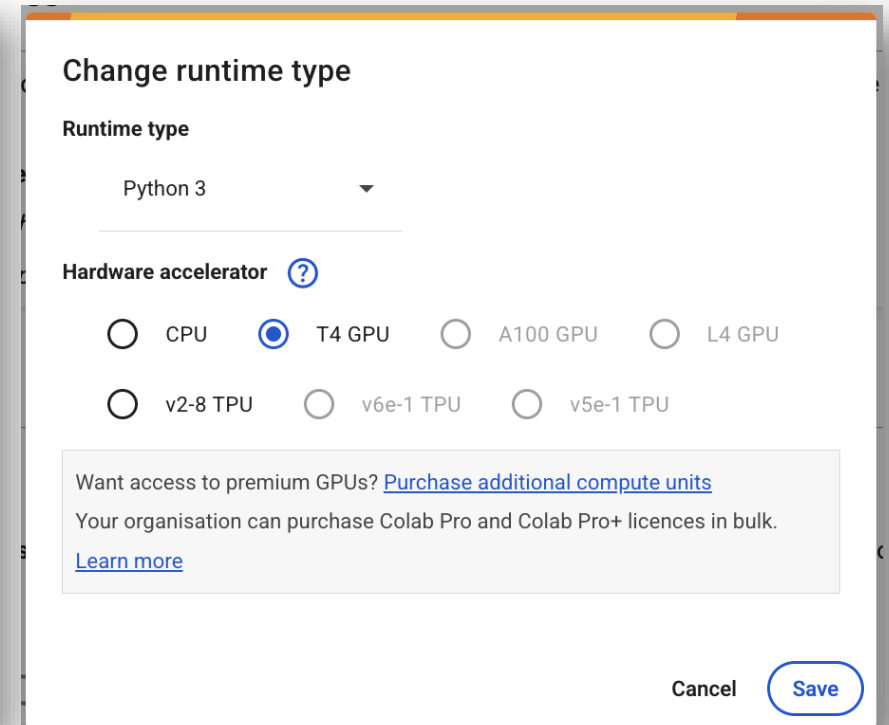 Change runtime type
Runtime type
Python 3
Hardware accelerator ?
CPU T4 GPU A100 GPU L4 GPU
v2-8 TPU v6e-1 TPU v5e-1 TPU
Want access to premium GPUs? Purchase additional compute units
Your organisation can purchase Colab Pro and Colab Pro+ licences in bulk.
Learn more
Cancel Save